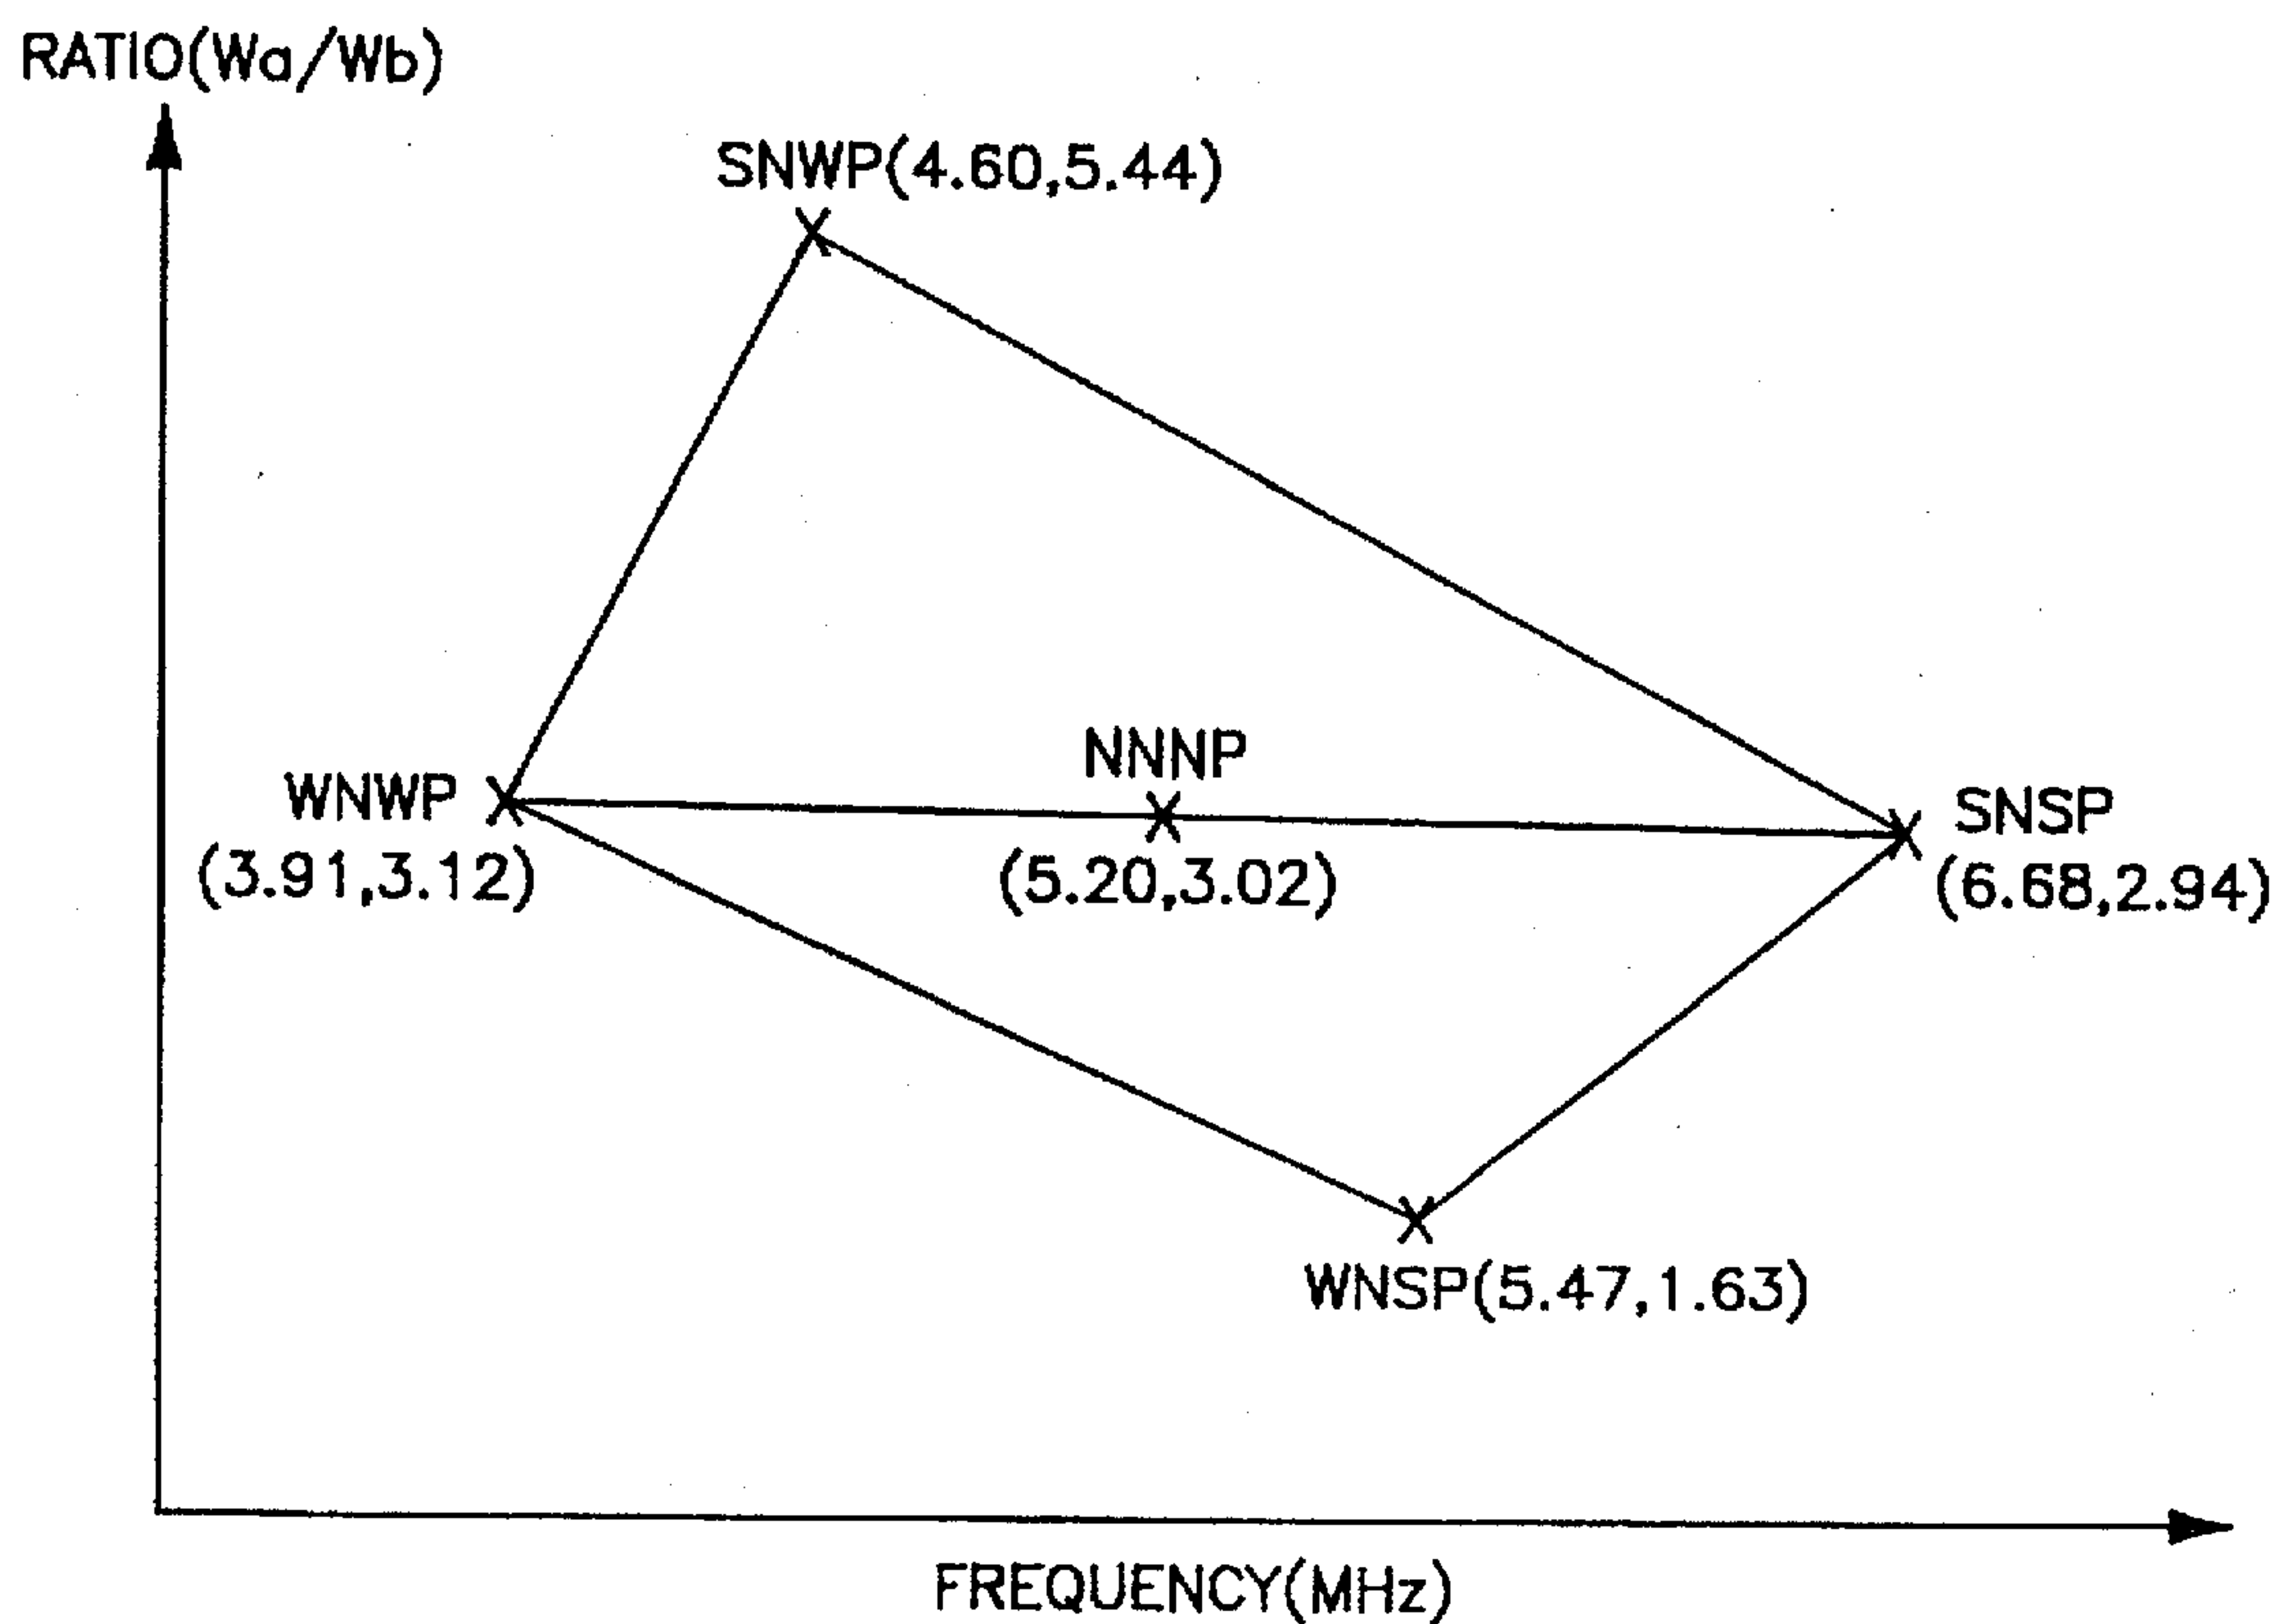 RATIO(Wa/Wb)
SNWP(4.60,5.44)
NNNP
WNWP
SNSP
(3.91,3.12)
(5.20,3.02)
(6.68,2.94)
WNSP(5.47,1.63)
FREQUENCY(MHz)